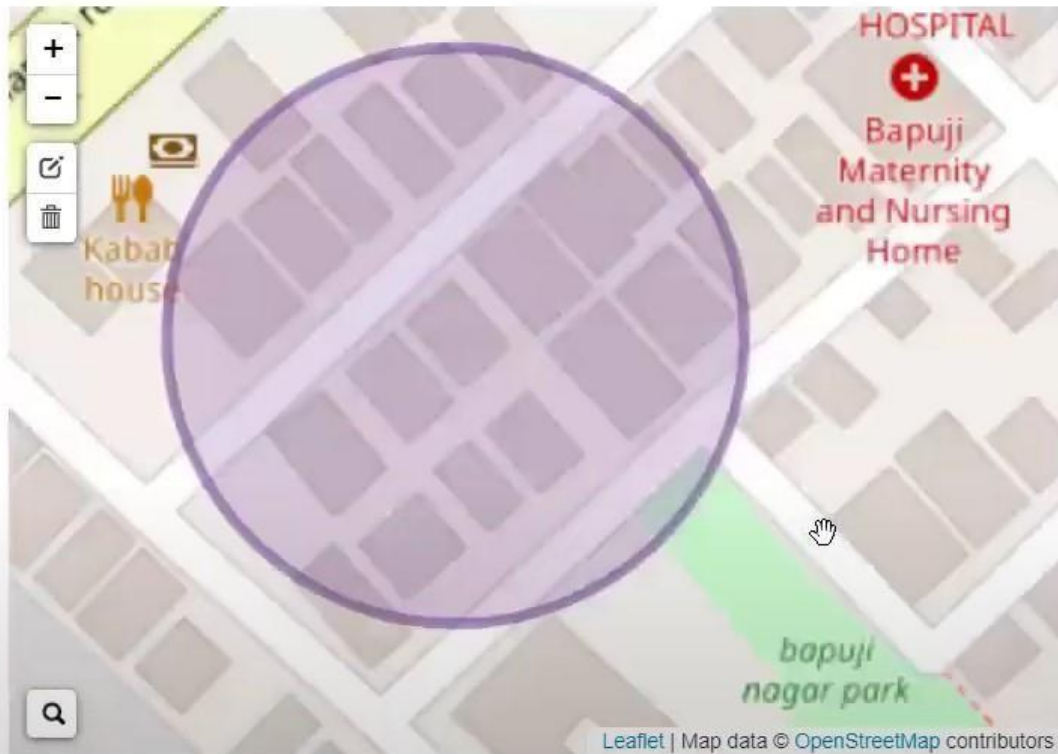 +
−
HOSPITAL
Bapuji
Maternity
and Nursing
Home
Kabab
house
bapuji
nagar park
Leaflet | Map data © OpenStreetMap contributors